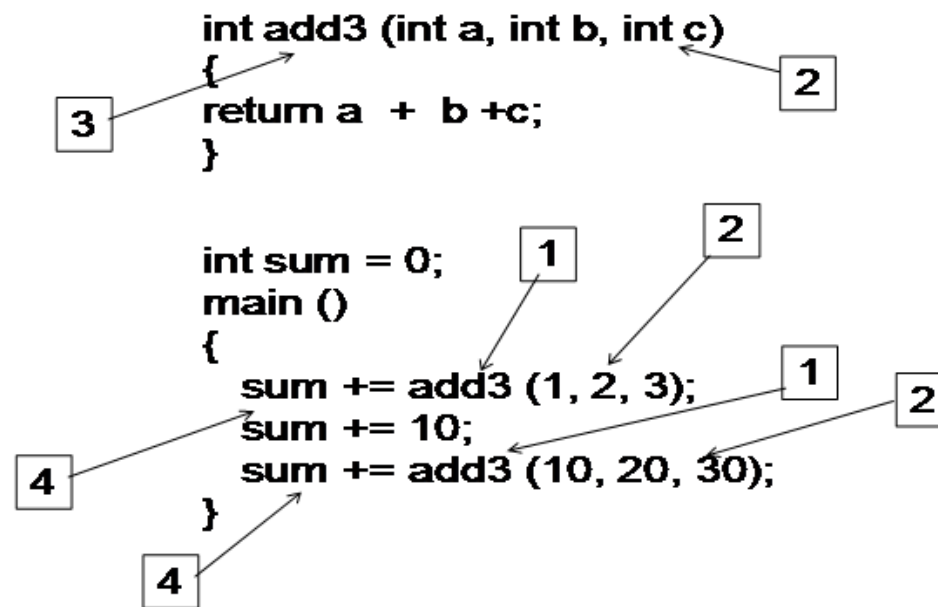 int add3 (int a, int b, int c)
{
2
3
return a + b +c;
}
2
1
int sum = 0;
main ()
{
1
sum += add3 (1, 2, 3);
2
sum += 10;
4
sum += add3 (10, 20, 30);
}
4